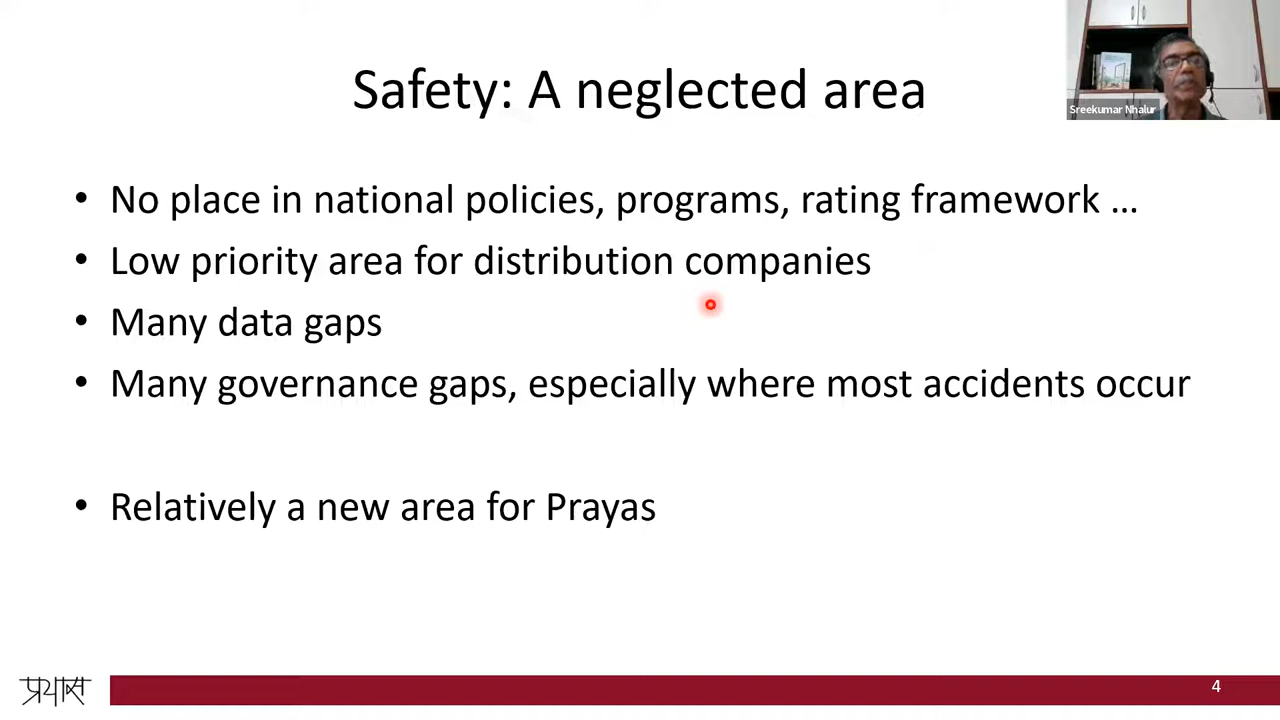 Safety: A neglected area
Sreekumar Nhalur
• No place in national policies, programs, rating framework ...
• Low priority area for distribution companies
• Many data gaps
• Many governance gaps, especially where most accidents occur
• Relatively a new area for Prayas
प्रयास
4